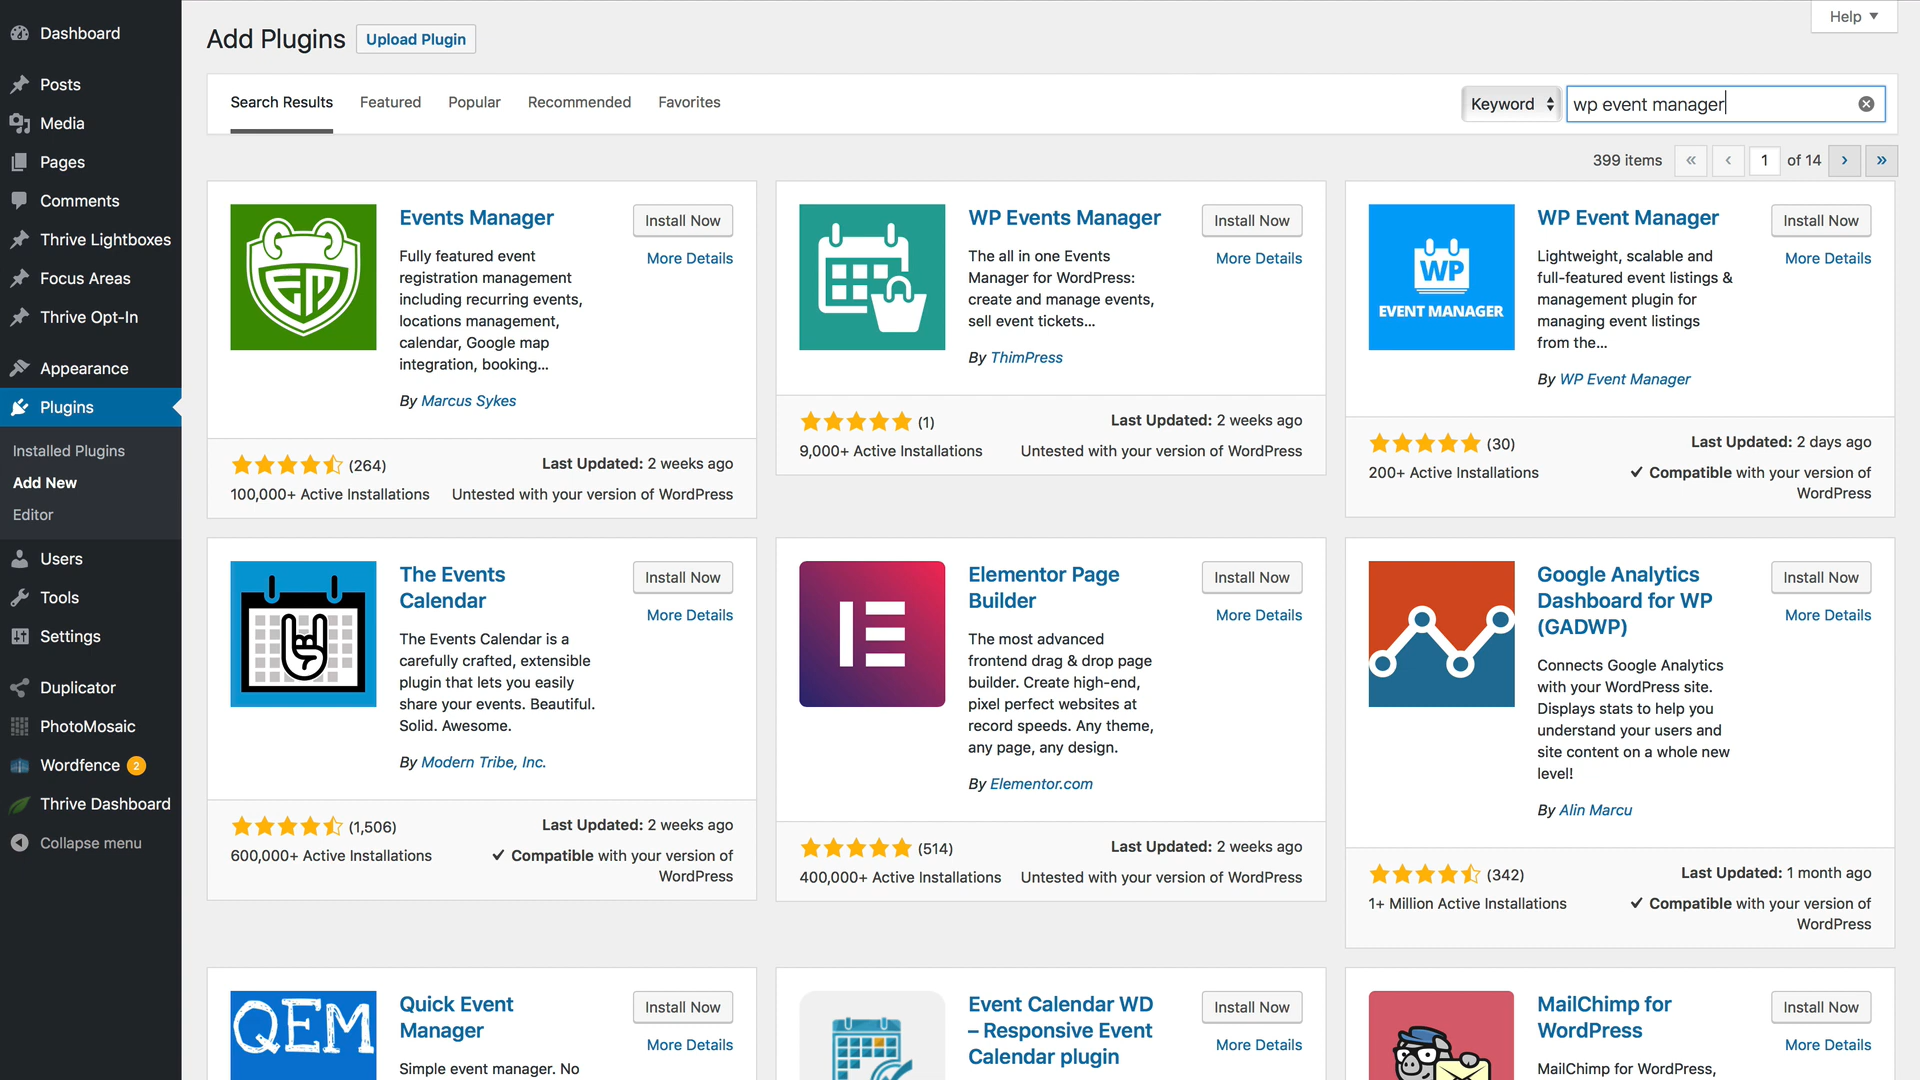 Dashboard
Posts
Media
Pages
Comments
Thrive Lightboxes
Focus Areas
Thrive Opt-In
Appearance
Plugins
Installed Plugins
Add New
Editor
Users
Tools
Settings
Duplicator
PhotoMosaic
Wordfence 2
Thrive Dashboard
Collapse menu
Help
Add Plugins Upload Plugin
Search Results Featured Popular Recommended Favorites Keyword wp event manager
399 items « ‹ 1 of 14 › »
EM
Events Manager
Install Now
More Details
Fully featured event
registration management
including recurring events,
locations management,
calendar, Google map
integration, booking...
By Marcus Sykes
(264)
Last Updated: 2 weeks ago
100,000+ Active Installations
Untested with your version of WordPress
WP Events Manager
Install Now
More Details
The all in one Events
Manager for WordPress:
create and manage events,
sell event tickets...
By ThimPress
(1)
Last Updated: 2 weeks ago
9,000+ Active Installations
Untested with your version of WordPress
WP
EVENT MANAGER
WP Event Manager
Install Now
More Details
Lightweight, scalable and
full-featured event listings &
management plugin for
managing event listings
from the...
By WP Event Manager
(30)
Last Updated: 2 days ago
200+ Active Installations
✓ Compatible with your version of
WordPress
The Events
Calendar
Install Now
More Details
The Events Calendar is a
carefully crafted, extensible
plugin that lets you easily
share your events. Beautiful.
Solid. Awesome.
By Modern Tribe, Inc.
(1,506)
Last Updated: 2 weeks ago
600,000+ Active Installations
✓ Compatible with your version of
WordPress
Elementor Page
Builder
Install Now
More Details
The most advanced
frontend drag & drop page
builder. Create high-end,
pixel perfect websites at
record speeds. Any theme,
any page, any design.
By Elementor.com
(514)
Last Updated: 2 weeks ago
400,000+ Active Installations
Untested with your version of WordPress
Google Analytics
Dashboard for WP
(GADWP)
Install Now
More Details
Connects Google Analytics
with your WordPress site.
Displays stats to help you
understand your users and
site content on a whole new
level!
By Alin Marcu
(342)
Last Updated: 1 month ago
1+ Million Active Installations
✓ Compatible with your version of
WordPress
QEM
Quick Event
Manager
Install Now
More Details
Simple event manager. No
Event Calendar WD
– Responsive Event
Calendar plugin
Install Now
More Details
MailChimp for
WordPress
Install Now
More Details
MailChimp for WordPress,